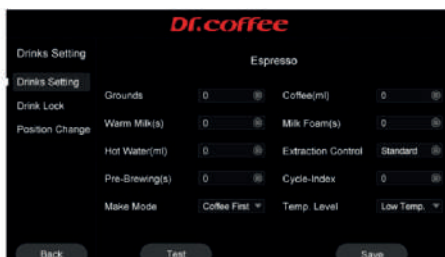 Dr.coffee
Drinks Setting
Espresso
Drinks Setting
Drink Lock
Position Change
Grounds 0 Coffee(ml) 0
Warm Milk(s) 0 Milk Foam(s) 0
Hot Water(ml) 0 Extraction Control Standard
Pre-Brewing(s) 0 Cycle-Index 0
Make Mode Coffee First Temp. Level Low Temp.
Back Test Save